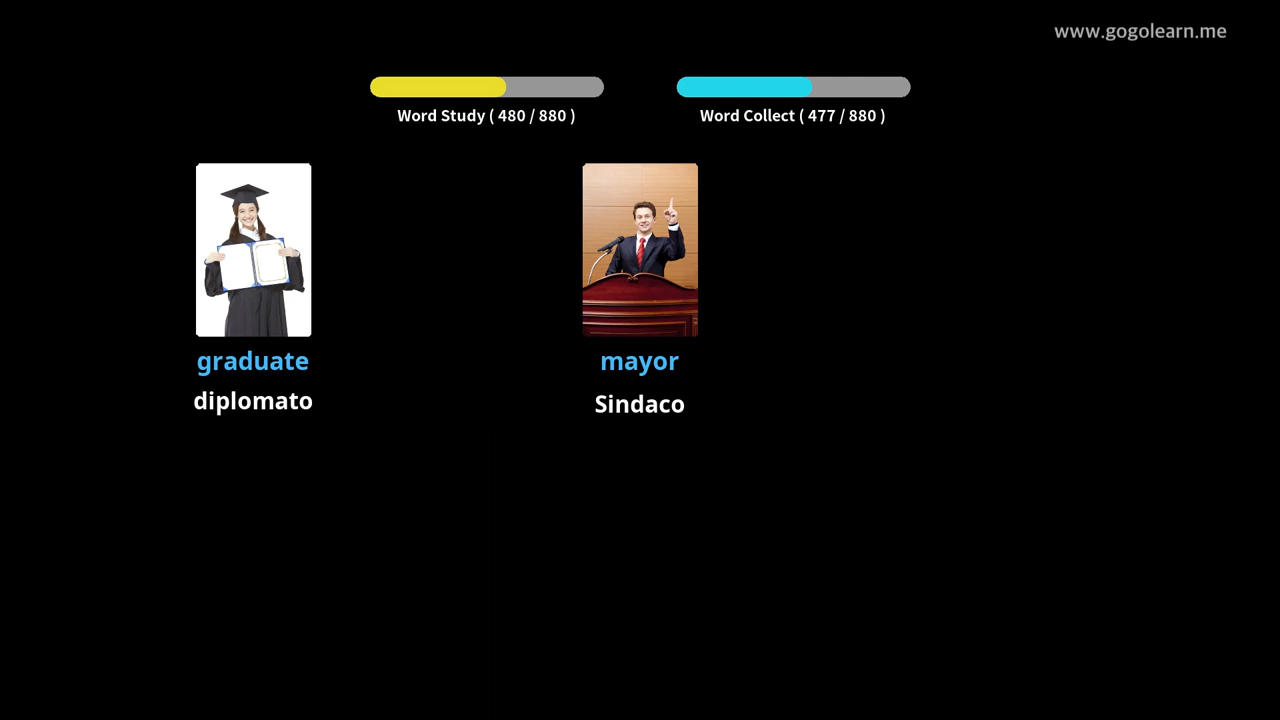 www.gogolearn.me
Word Study ( 480 / 880 )
Word Collect ( 477 / 880 )
graduate
diplomato
mayor
Sindaco